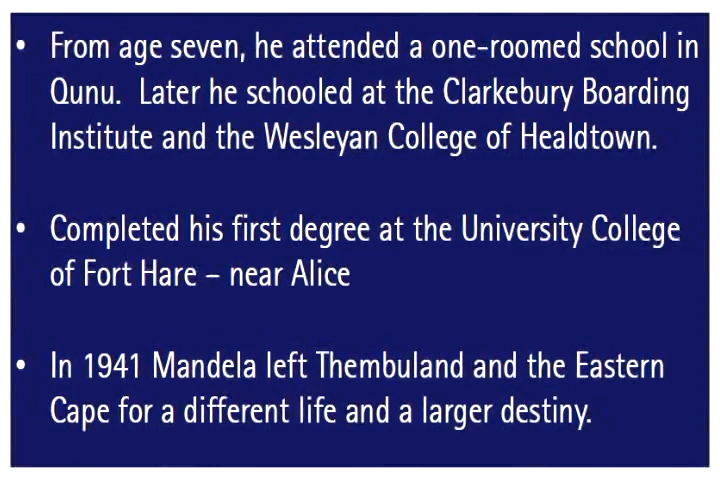 • From age seven, he attended a one-roomed school in
Qunu.  Later he schooled at the Clarkebury Boarding
Institute and the Wesleyan College of Healdtown.
• Completed his first degree at the University College
of Fort Hare – near Alice
• In 1941 Mandela left Thembuland and the Eastern
Cape for a different life and a larger destiny.